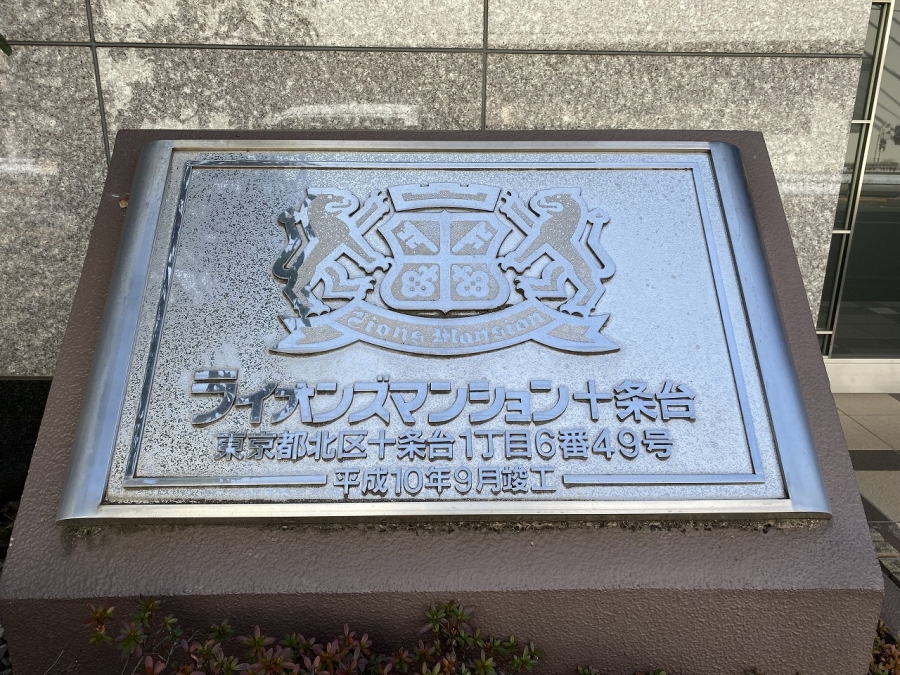 Lions Mansion
ライオンズマンション十条台
東京都北区十条台1丁目6番49号
平成10年9月竣工